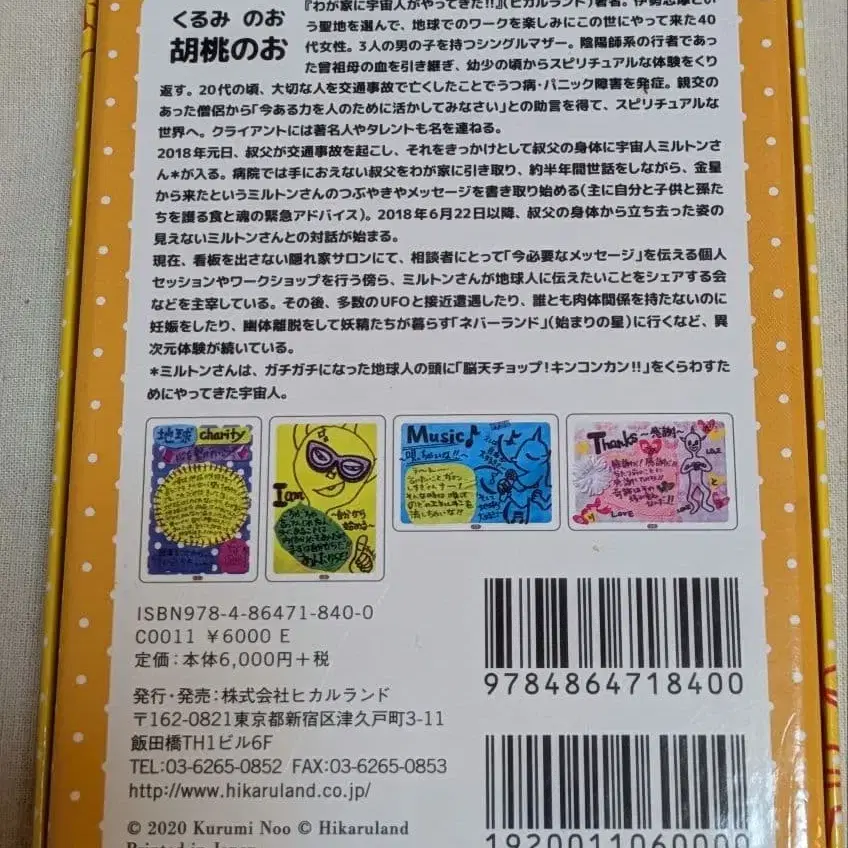 くるみ のお
胡桃のお
『わが家に宇宙人がやってきた!!』(ヒカルランド)著者。伊勢志摩とい
う聖地を選んで、地球でのワークを楽しみにこの世にやって来た40
代女性。3人の男の子を持つシングルマザー。陰陽師系の行者であっ
た曾祖母の血を引き継ぎ、幼少の頃からスピリチュアルな体験をくり
返す。20代の頃、大切な人を交通事故で亡くしたことでうつ病・パニック障害を発症。親交の
あった僧侶から「今ある力を人のために活かしてみなさい」との助言を得て、スピリチュアルな
世界へ。クライアントには著名人やタレントも名を連ねる。
2018年元日、叔父が交通事故を起こし、それをきっかけとして叔父の身体に宇宙人ミルトンさ
ん*が入る。病院では手におえない叔父をわが家に引き取り、約半年間世話をしながら、金星
から来たというミルトンさんのつぶやきやメッセージを書き取り始める(主に自分と子供と孫た
ちを護る食と魂の緊急アドバイス)。2018年6月22日以降、叔父の身体から立ち去った姿の
見えないミルトンさんとの対話が始まる。
現在、看板を出さない隠れ家サロンにて、相談者にとって「今必要なメッセージ」を伝える個人
セッションやワークショップを行う傍ら、ミルトンさんが地球人に伝えたいことをシェアする会
などを主宰している。その後、多数のUFOと接近遭遇したり、誰とも肉体関係を持たないのに
妊娠をしたり、幽体離脱をして妖精たちが暮らす「ネバーランド」(始まりの星)に行くなど、異
次元体験が続いている。
*ミルトンさんは、ガチガチになった地球人の頭に「脳天チョップ!キンコンカン!!」をくらわすた
めにやってきた宇宙人。
地球 charity
I am
~自分から
始める~
Music♪
Thanks~感謝~
LOVE
と
LOVE
ISBN978-4-86471-840-0
C0011 ¥6000 E
定価:本体6,000円+税
発行・発売:株式会社ヒカルランド
〒162-0821東京都新宿区津久戸町3-11
飯田橋TH1ビル6F
TEL:03-6265-0852 FAX:03-6265-0853
http://www.hikaruland.co.jp/
© 2020 Kurumi Noo © Hikaruland
Printed in Japan
9784864718400
1920011060000